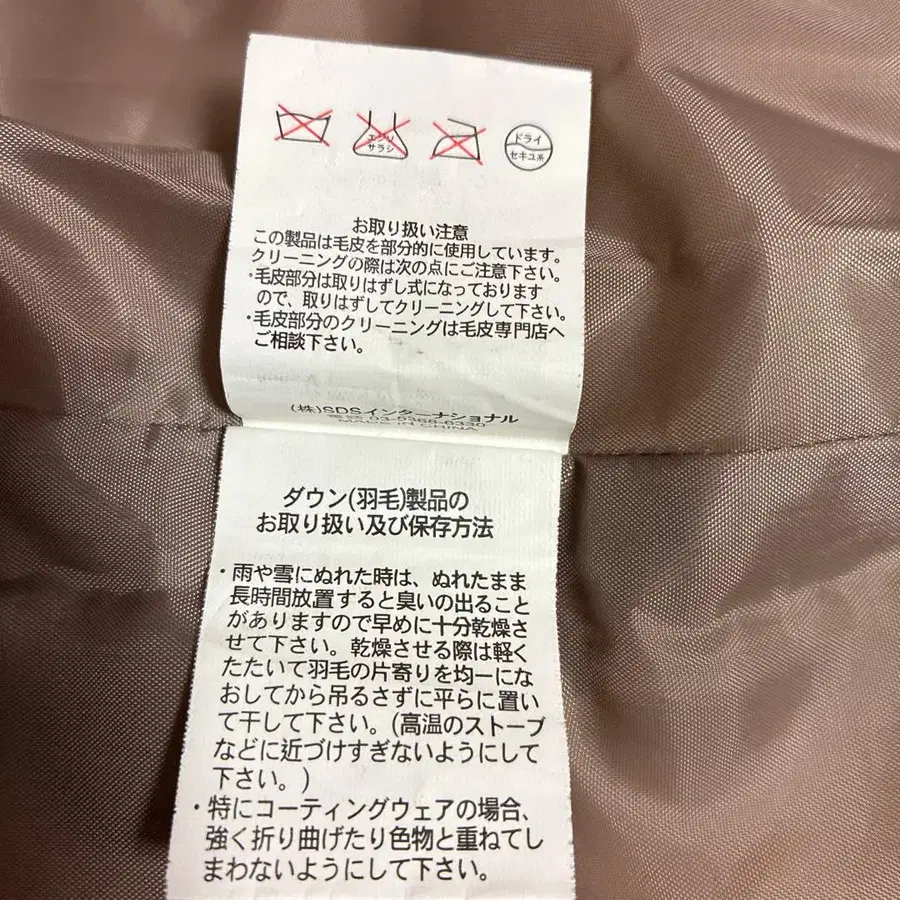 エンソ
サラシ
ドライ
セキユ系
お取り扱い注意
この製品は毛皮を部分的に使用しています。
クリーニングの際は次の点にご注意下さい。
・毛皮部分は取りはずし式になっております
ので、取りはずしてクリーニングして下さい。
・毛皮部分のクリーニングは毛皮専門店へ
ご相談下さい。
(株)SDSインターナショナル
電話 03-5368-6330
MADE IN CHINA
ダウン(羽毛)製品の
お取り扱い及び保存方法
・雨や雪にぬれた時は、ぬれたまま
長時間放置すると臭いの出ること
がありますので早めに十分乾燥さ
せて下さい。乾燥させる際は軽く
たたいて羽毛の片寄りを均一にな
おしてから吊るさずに平らに置い
て干して下さい。(高温のストーブ
などに近づけすぎないようにして
下さい。)
・特にコーティングウェアの場合、
強く折り曲げたり色物と重ねてし
まわないようにして下さい。